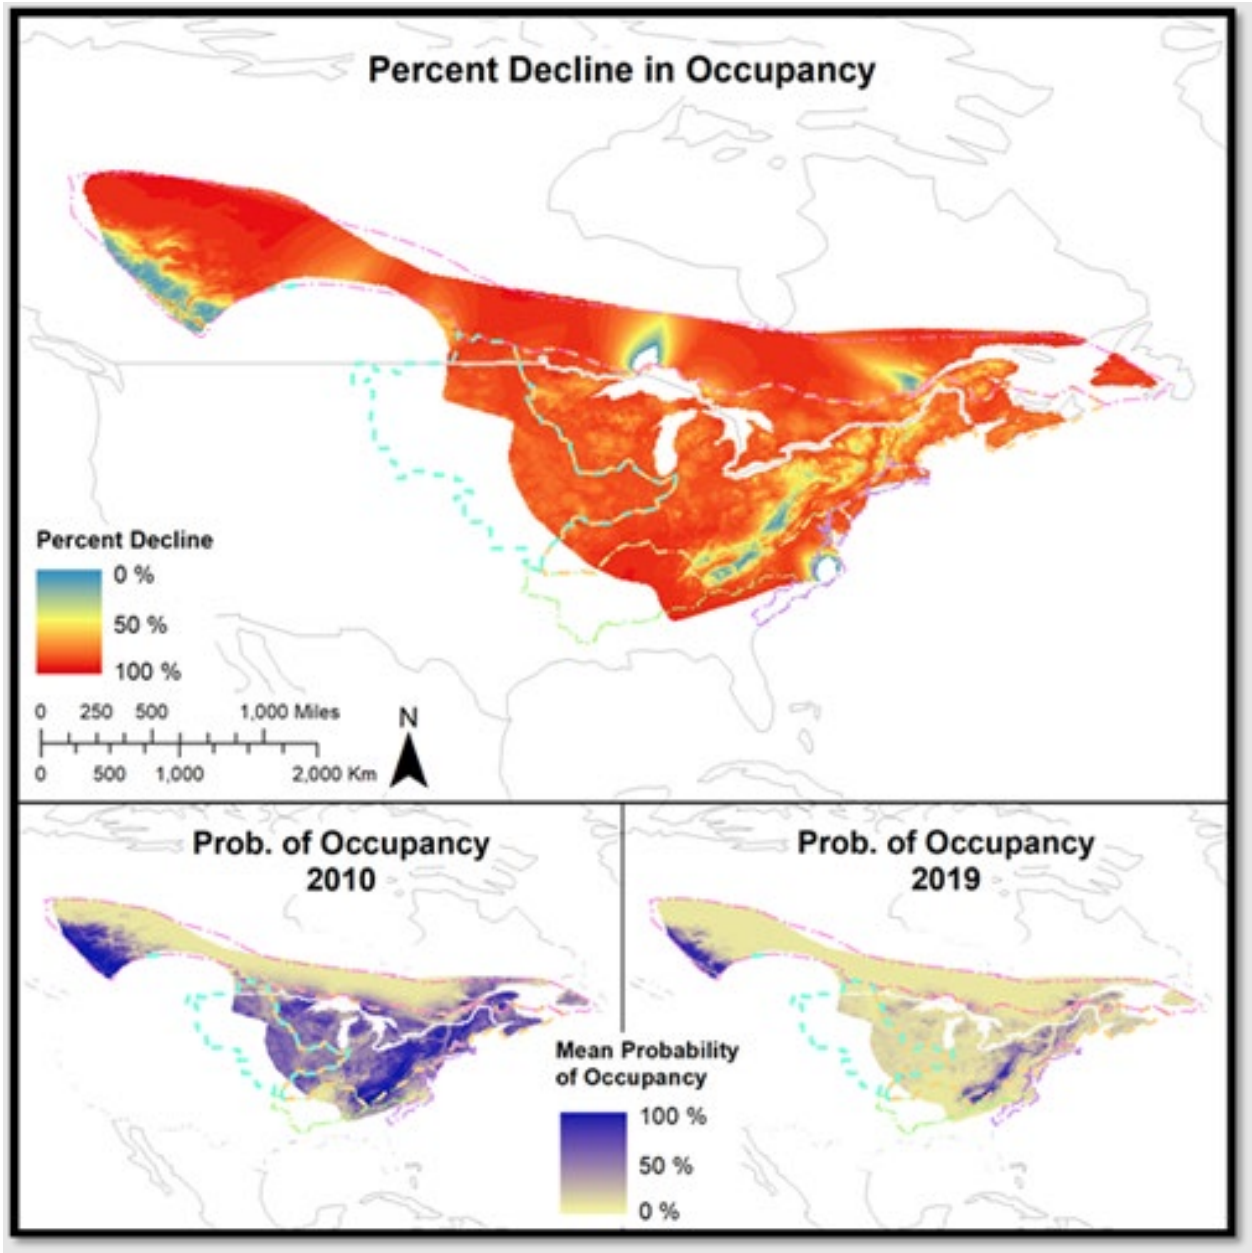 Percent Decline in Occupancy
Percent Decline
0 %
50 %
100 %
0 250 500 1,000 Miles
0 500 1,000 2,000 Km
N
Prob. of Occupancy
2010
Prob. of Occupancy
2019
Mean Probability
of Occupancy
100 %
50 %
0 %